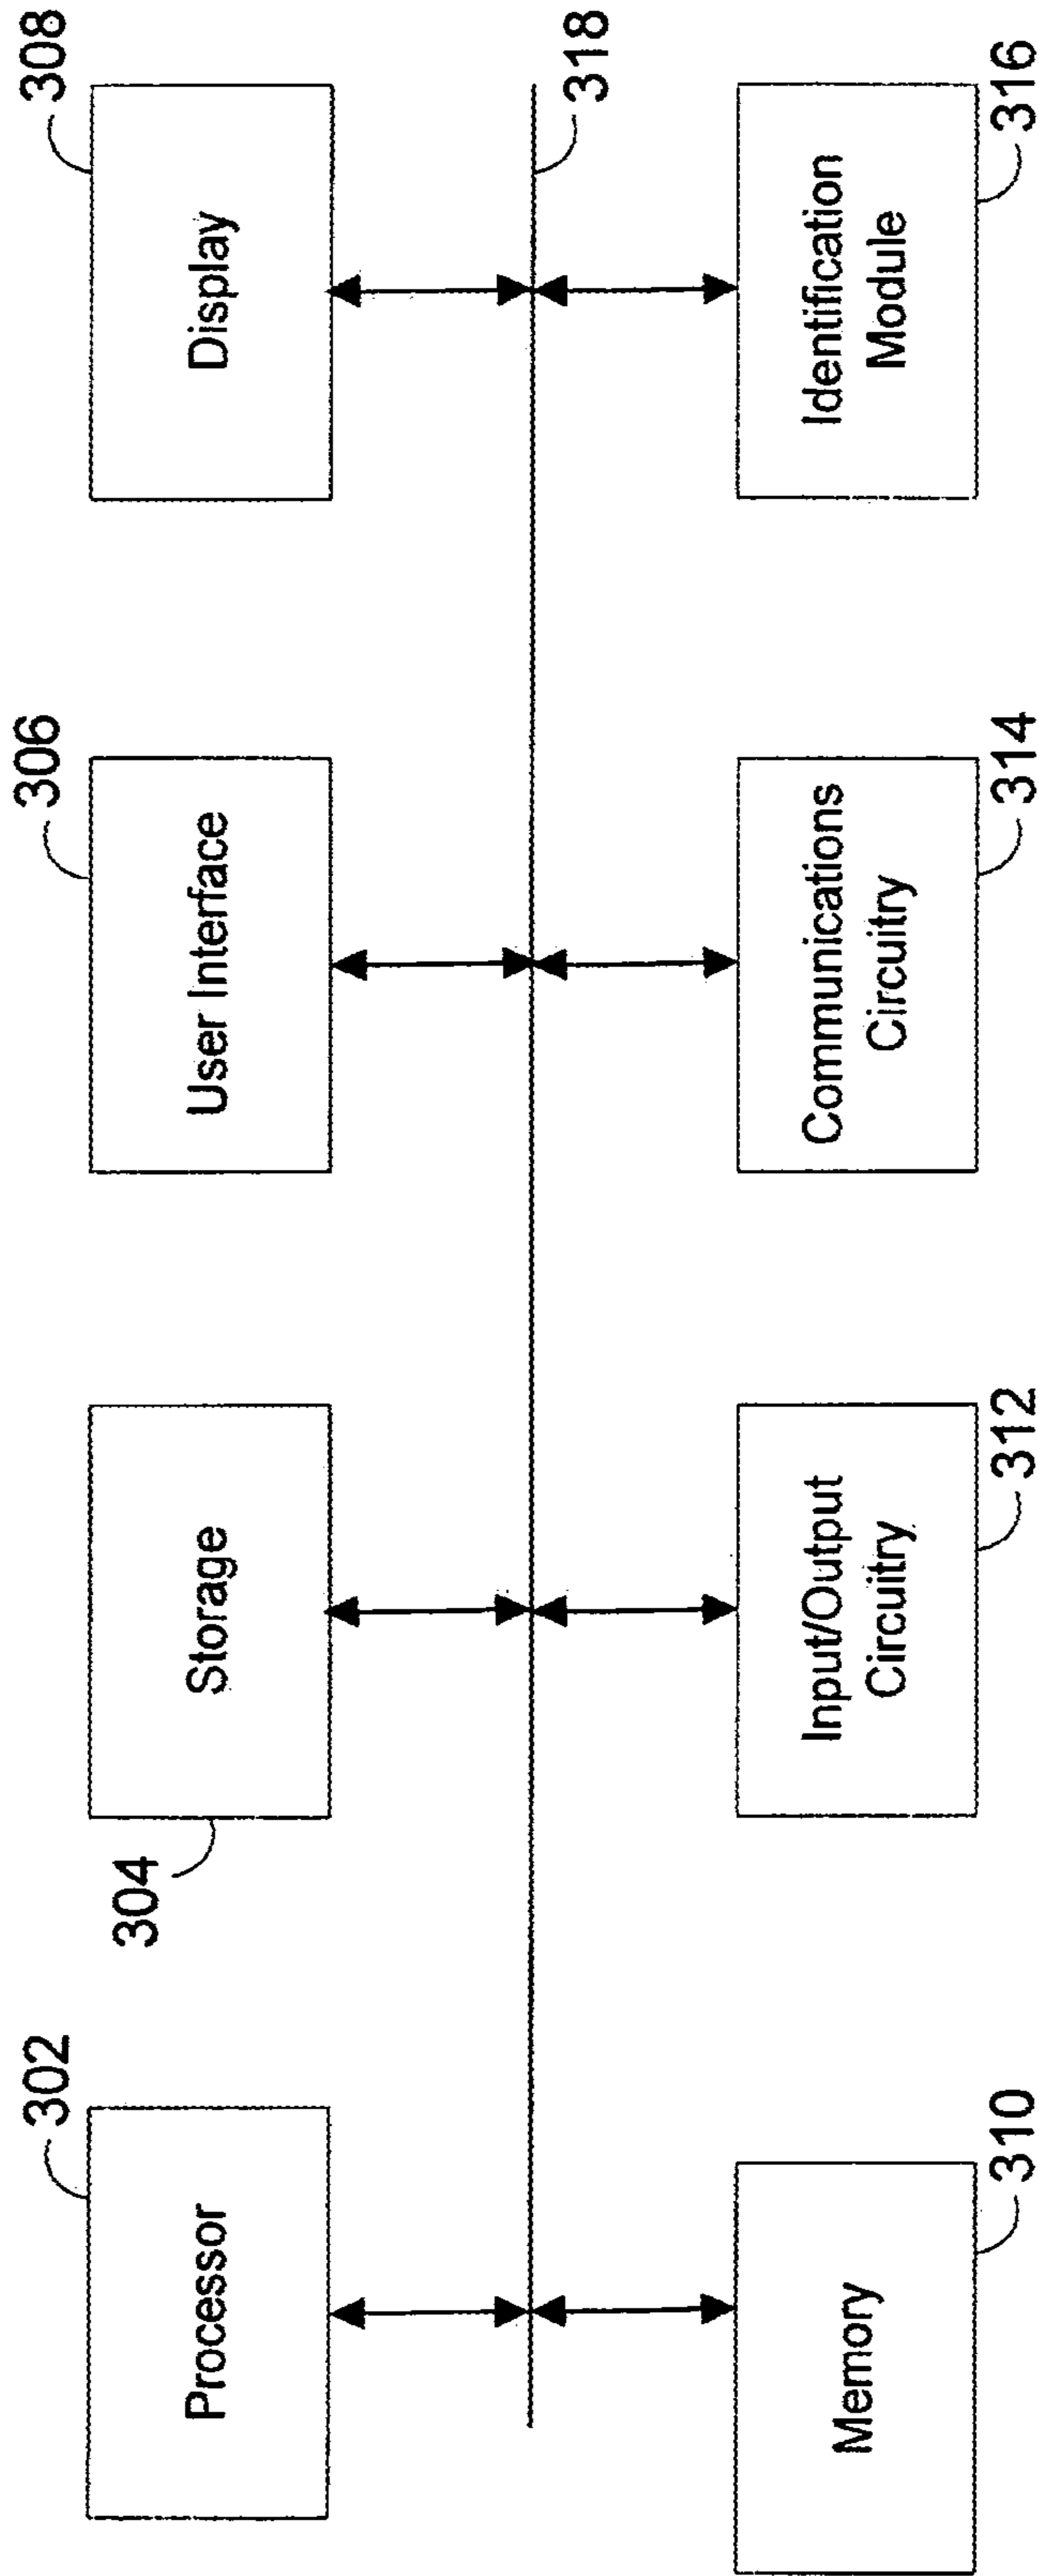 302
304
306
308
Processor
Storage
User Interface
Display
318
Memory
Input/Output
Circuitry
Communications
Circuitry
Identification
Module
310
312
314
316